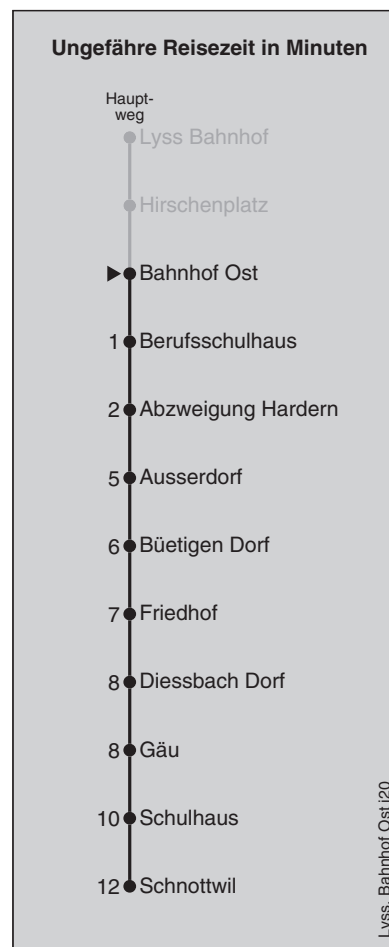 Ungefähre Reisezeit in Minuten
Haupt-
weg
Lyss Bahnhof
Hirschenplatz
Bahnhof Ost
1 Berufsschulhaus
2 Abzweigung Hardern
5 Ausserdorf
6 Büetigen Dorf
7 Friedhof
8 Diessbach Dorf
8 Gäu
10 Schulhaus
12 Schnottwil
Lyss, Bahnhof Ost j20